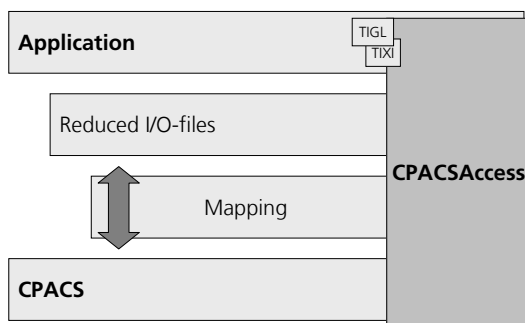 Application
TIGL
TIXI
Reduced I/O-files
CPACSAccess
Mapping
CPACS